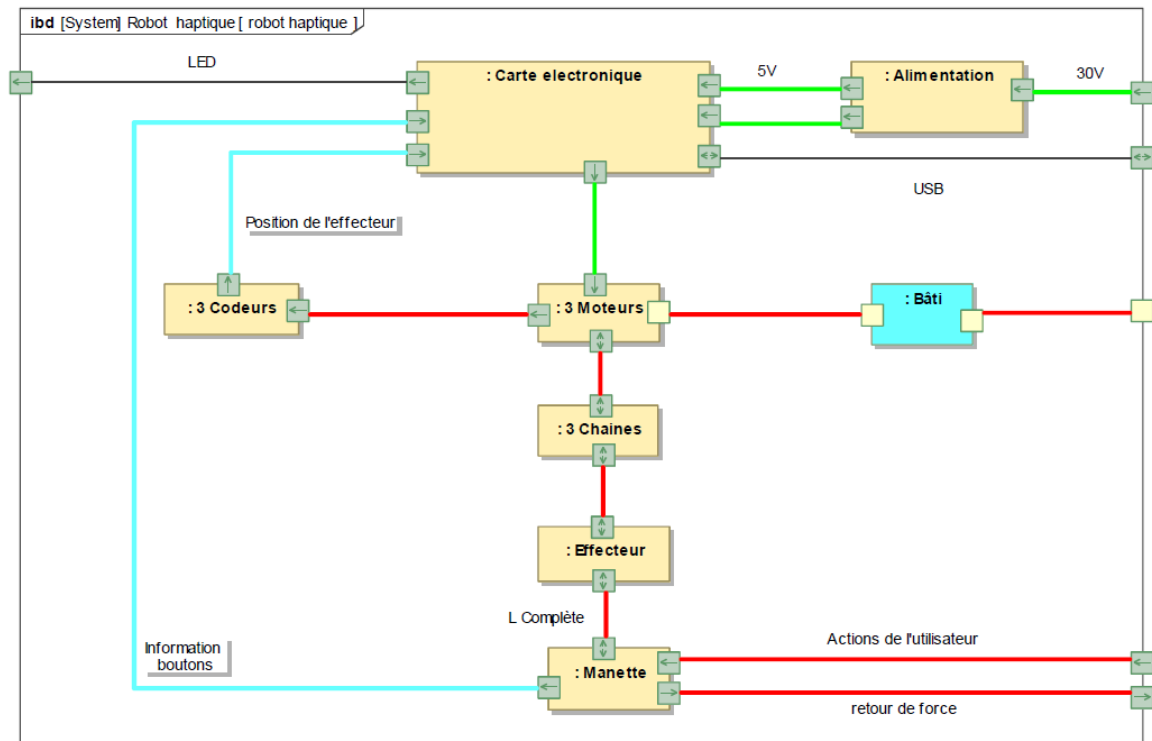 ibd [System] Robot haptique [ robot haptique ]
LED
: Carte electronique
5V
: Alimentation
30V
USB
Position de l'effecteur
: 3 Codeurs
: 3 Moteurs
: Bâti
: 3 Chaines
: Effecteur
L Complète
Information
boutons
: Manette
Actions de l'utilisateur
retour de force